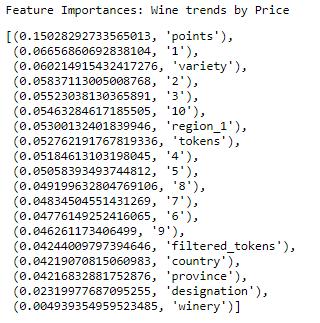 Feature Importances: Wine trends by Price
[(0.15028292733565013, 'points'),
(0.06656860692838104, '1'),
(0.060214915432417276, 'variety'),
(0.05837113005008768, '2'),
(0.05523038130365891, '3'),
(0.05463284617185505, '10'),
(0.05300132401839946, 'region_1'),
(0.052762191767819336, 'tokens'),
(0.05184613103198045, '4'),
(0.05058393493744812, '5'),
(0.049199632804769106, '8'),
(0.04834504551431269, '7'),
(0.04776149252416065, '6'),
(0.046261173406499, '9'),
(0.04244009797394646, 'filtered_tokens'),
(0.04219070815060983, 'country'),
(0.04216832881752876, 'province'),
(0.02319977687095255, 'designation'),
(0.004939354959523485, 'winery')]